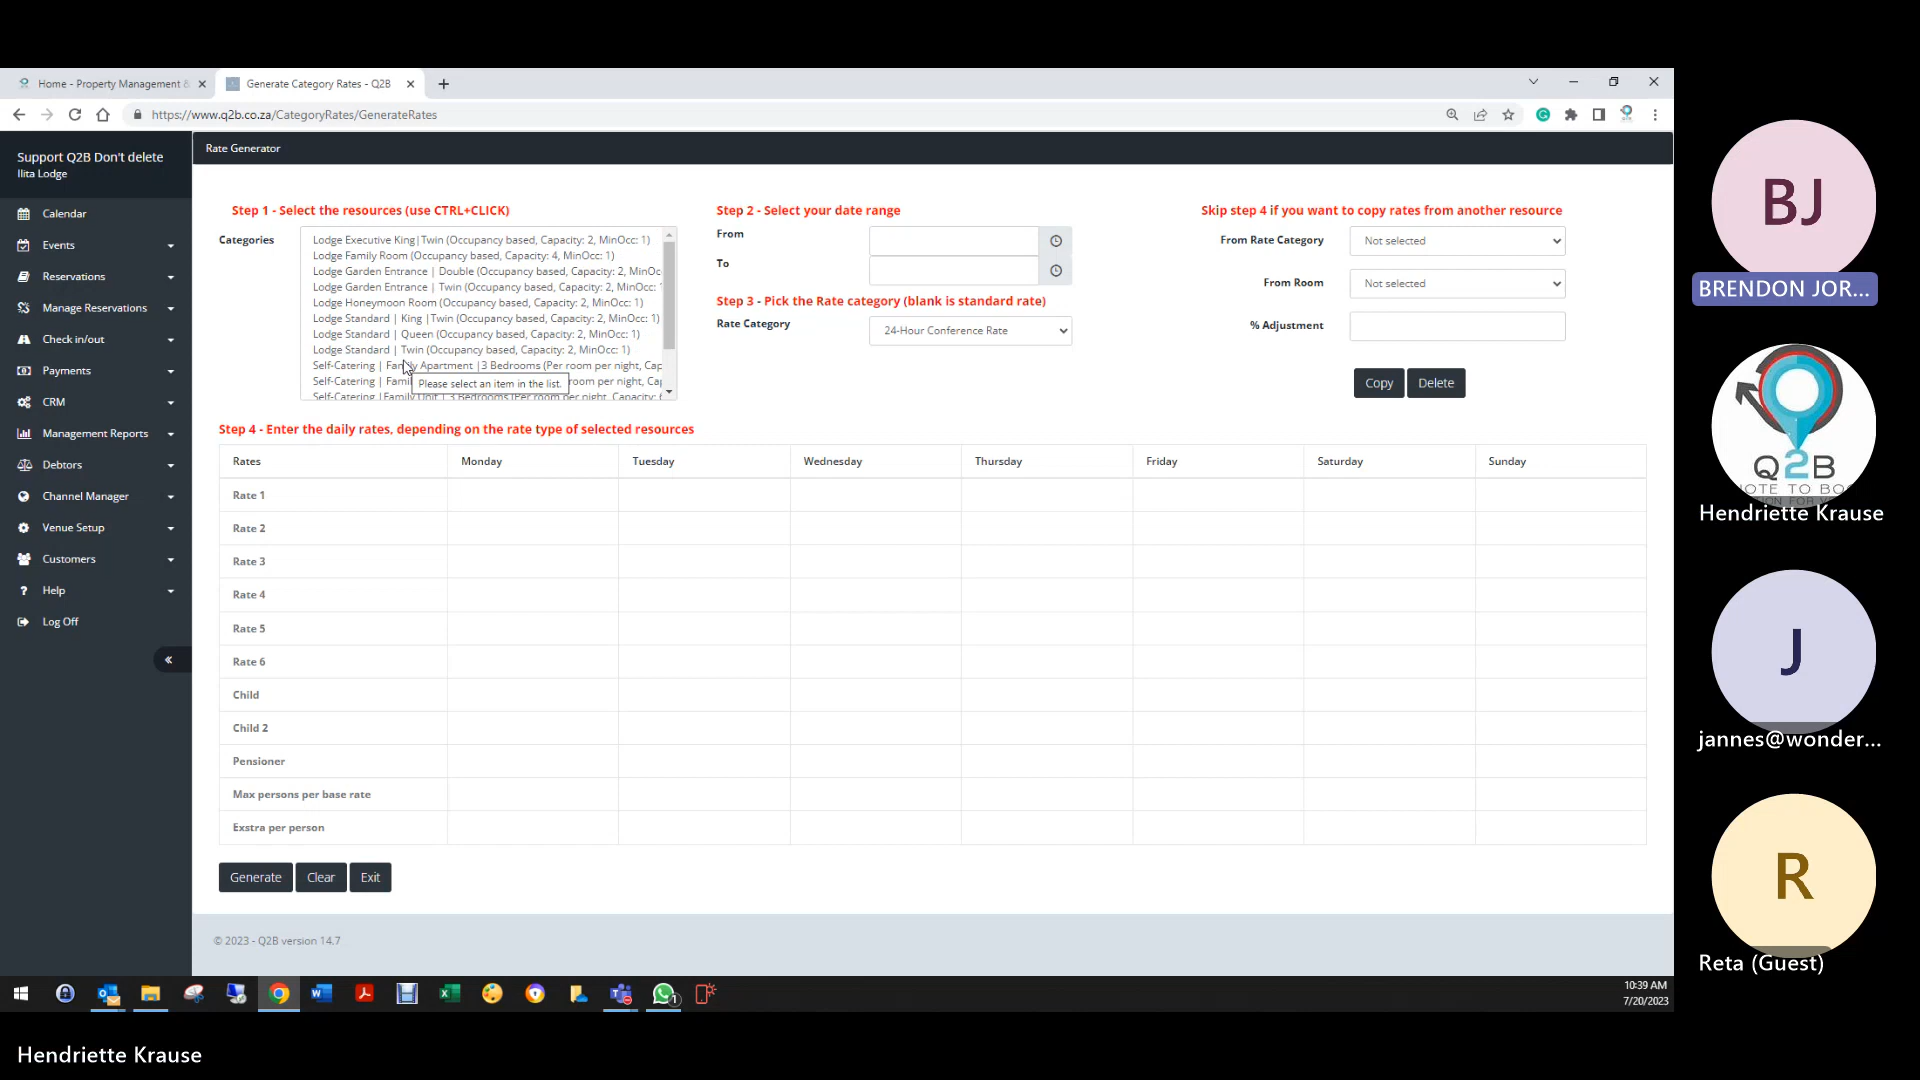 Home - Property Management &
Generate Category Rates - Q2B
https://www.q2b.co.za/CategoryRates/GenerateRates
Support Q2B Don't delete
Ilita Lodge
Calendar
Events
Reservations
Manage Reservations
Check in/out
Payments
CRM
Management Reports
Debtors
Channel Manager
Venue Setup
Customers
Help
Log Off
Rate Generator
Step 1 - Select the resources (use CTRL+CLICK)
Categories
Lodge Executive King|Twin (Occupancy based, Capacity: 2, MinOcc: 1)
Lodge Family Room (Occupancy based, Capacity: 4, MinOcc: 1)
Lodge Garden Entrance | Double (Occupancy based, Capacity: 2, MinOc
Lodge Garden Entrance | Twin (Occupancy based, Capacity: 2, MinOcc:
Lodge Honeymoon Room (Occupancy based, Capacity: 2, MinOcc: 1)
Lodge Standard | King |Twin (Occupancy based, Capacity: 2, MinOcc: 1)
Lodge Standard | Queen (Occupancy based, Capacity: 2, MinOcc: 1)
Lodge Standard | Twin (Occupancy based, Capacity: 2, MinOcc: 1)
Self-Catering | Family Apartment |3 Bedrooms (Per room per night, Cap
Self-Catering | Famil room per night, Cap
Self-Catering |Family Unit | 3 Bedrooms (Per room per night, Capacity:
Please select an item in the list.
Step 2 - Select your date range
From
To
Step 3 - Pick the Rate category (blank is standard rate)
Rate Category
24-Hour Conference Rate
Skip step 4 if you want to copy rates from another resource
From Rate Category
Not selected
From Room
Not selected
% Adjustment
Copy
Delete
Step 4 - Enter the daily rates, depending on the rate type of selected resources
Rates Monday Tuesday Wednesday Thursday Friday Saturday Sunday
Rate 1
Rate 2
Rate 3
Rate 4
Rate 5
Rate 6
Child
Child 2
Pensioner
Max persons per base rate
Exstra per person
Generate
Clear
Exit
© 2023 - Q2B version 14.7
10:39 AM
7/20/2023
BJ
BRENDON JOR...
Q2B
Hendriette Krause
J
jannes@wonder...
R
Reta (Guest)
Hendriette Krause